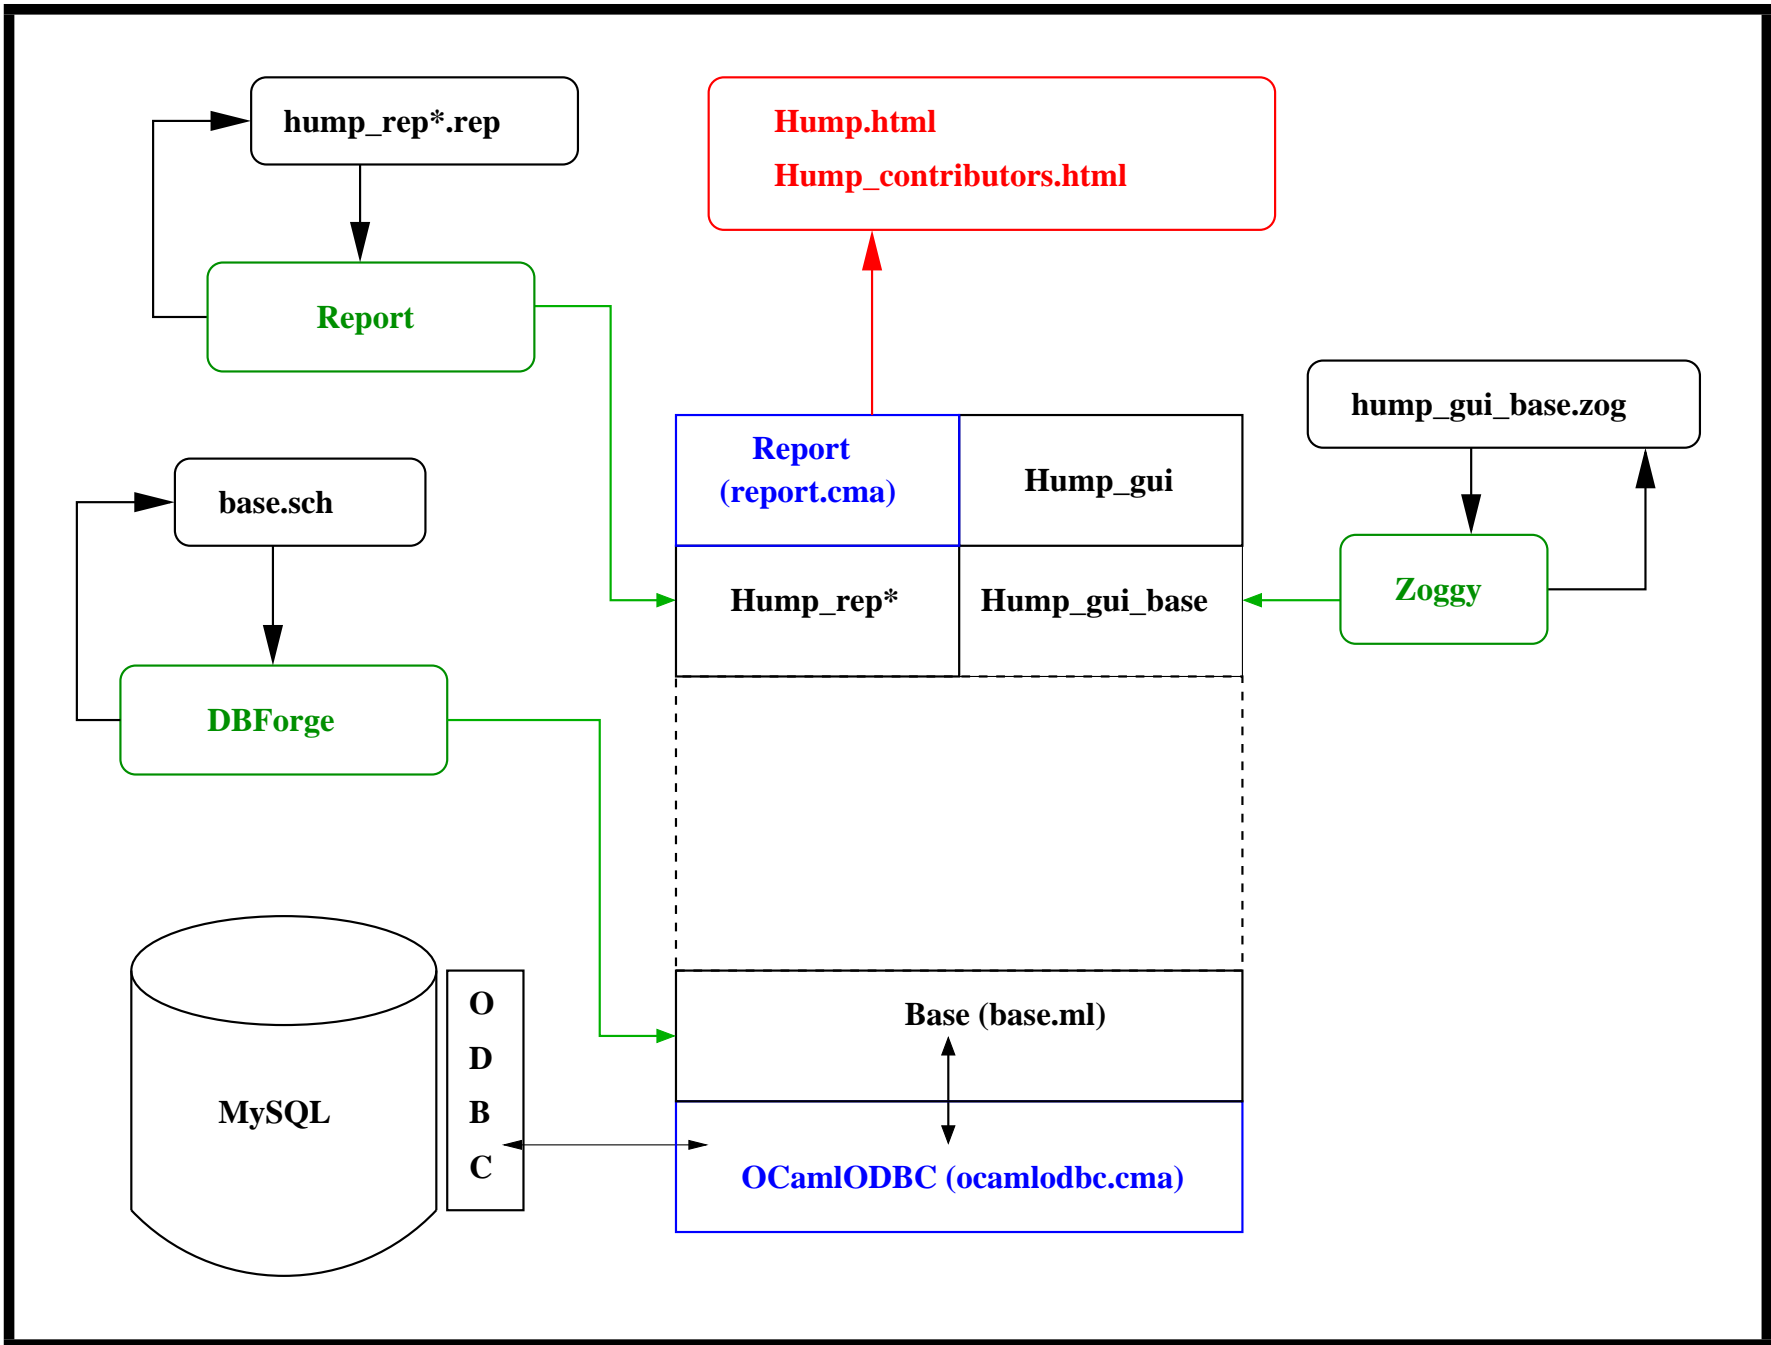 hump_rep*.rep
Hump.html
Hump_contributors.html
Report
hump_gui_base.zog
Report
(report.cma)
Hump_gui
base.sch
Zoggy
Hump_rep*
Hump_gui_base
DBForge
O
D
B
C
MySQL
Base (base.ml)
OCamlODBC (ocamlodbc.cma)